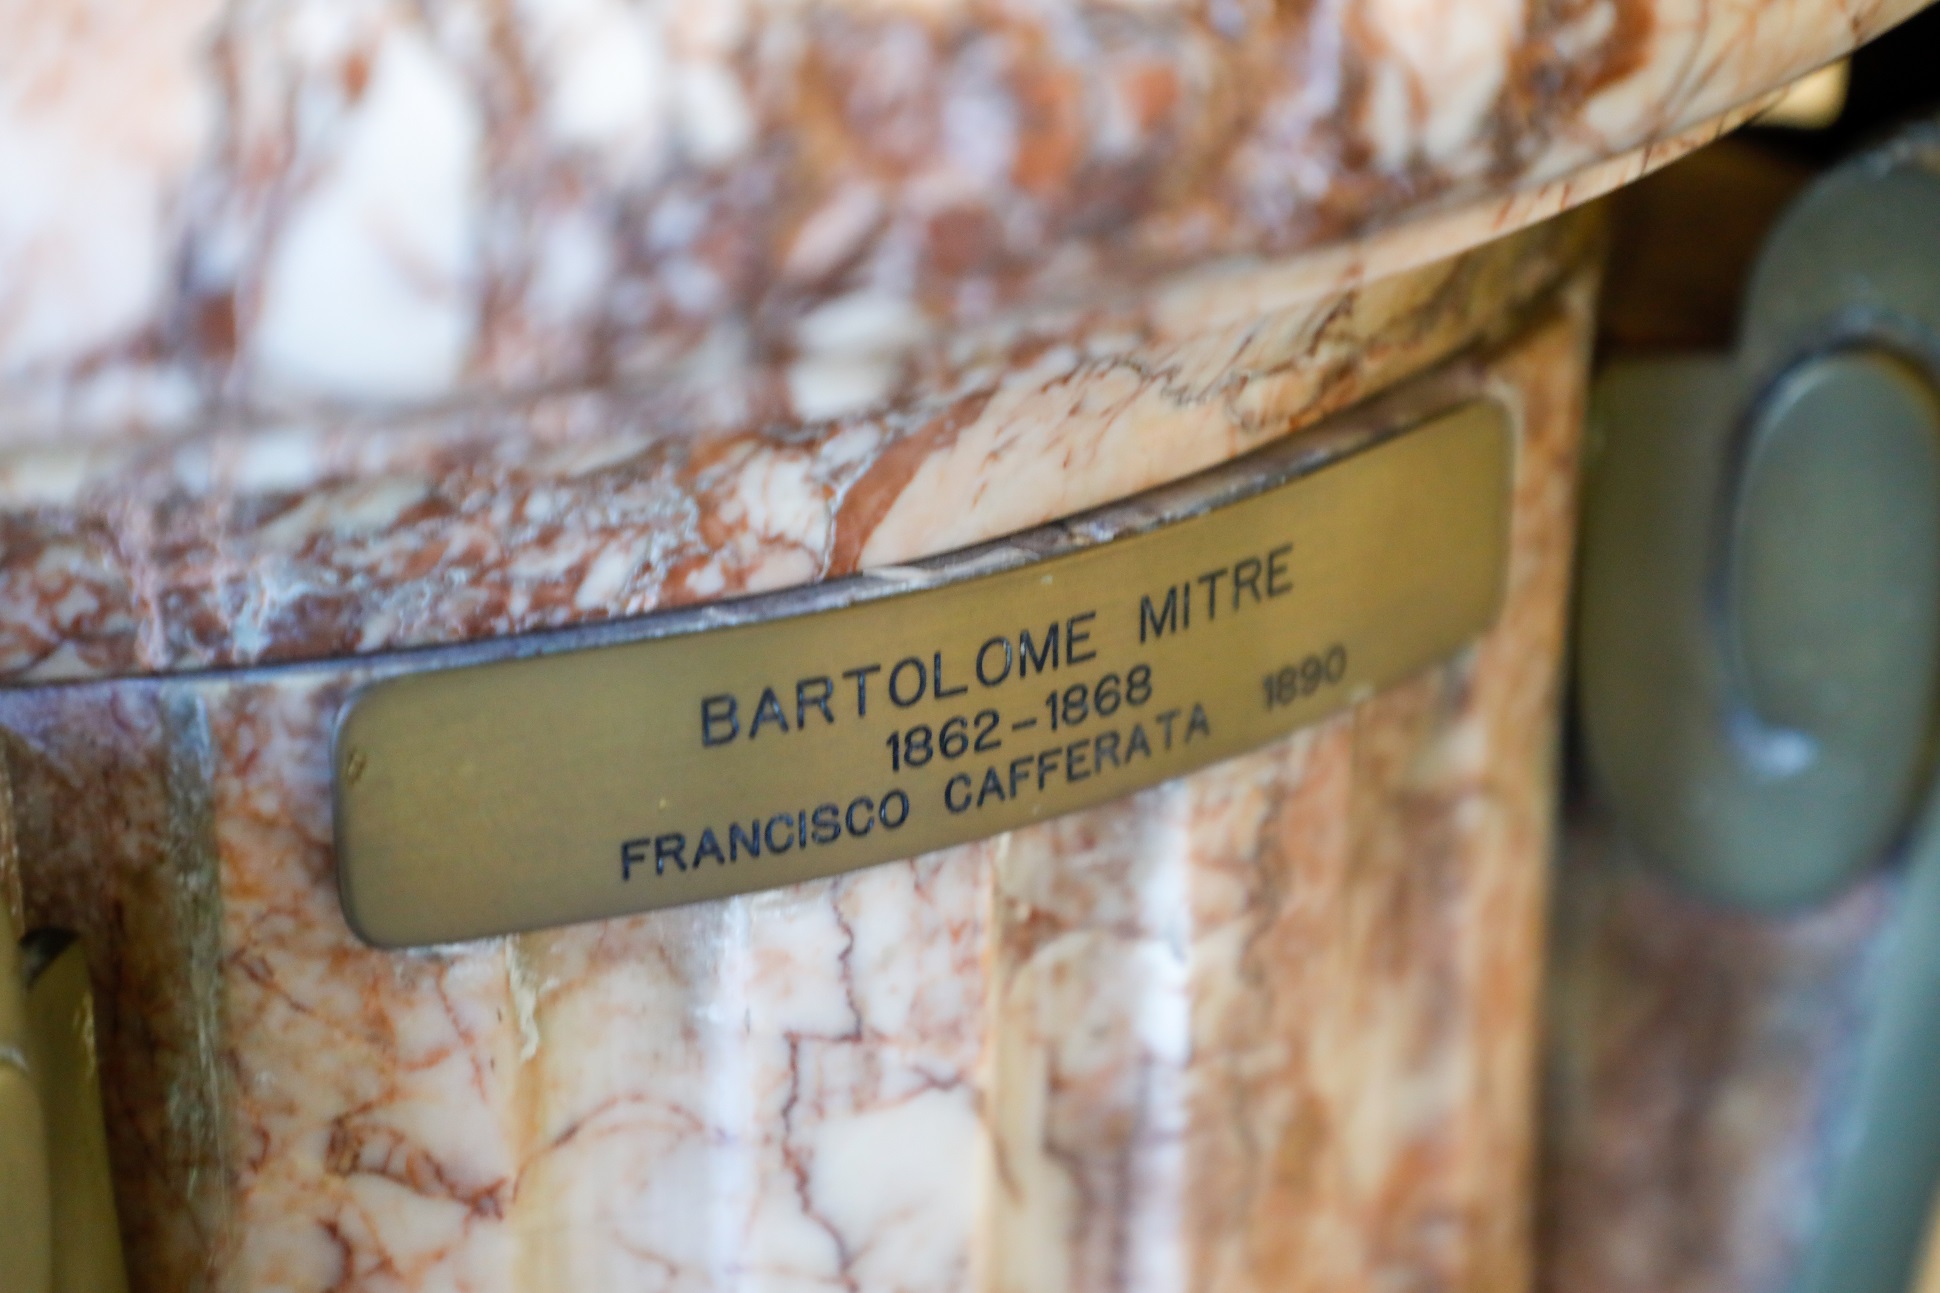 BARTOLOME MITRE
1862-1868
FRANCISCO CAFFERATA 1890